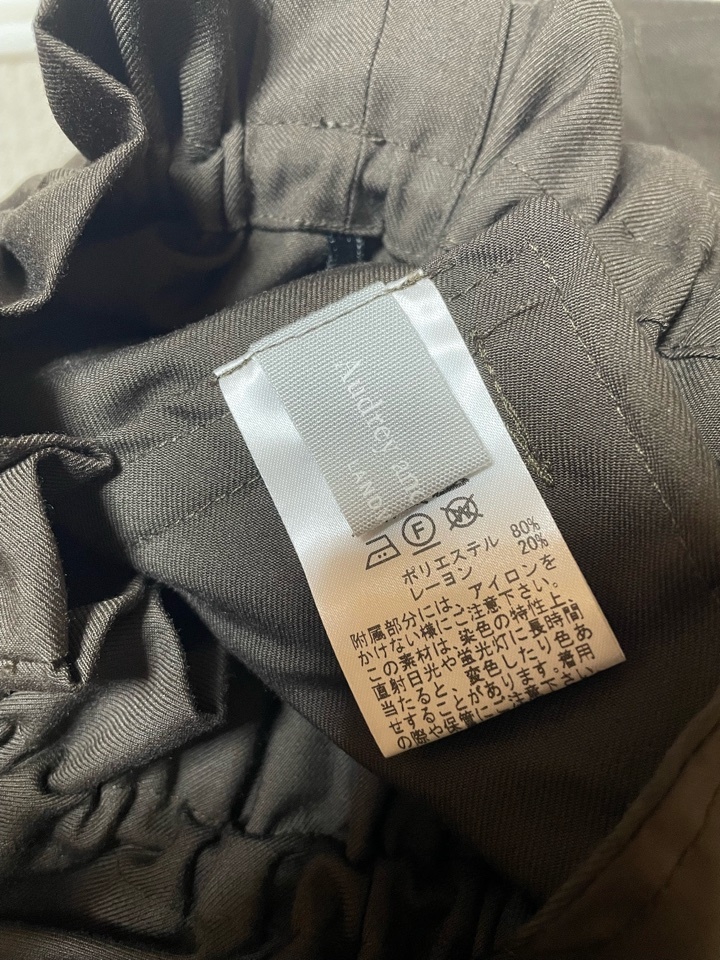 Audrey and
F
W
ポリエステル 80%
レーヨン 20%
附属部分には、アイロンを
かけない様にご注意下さい。
この素材は、染色の特性上、
直射日光や蛍光灯に長時間
当たると、変色したり色あ
せすることがあります。着用
の際や保管にご注意下さい